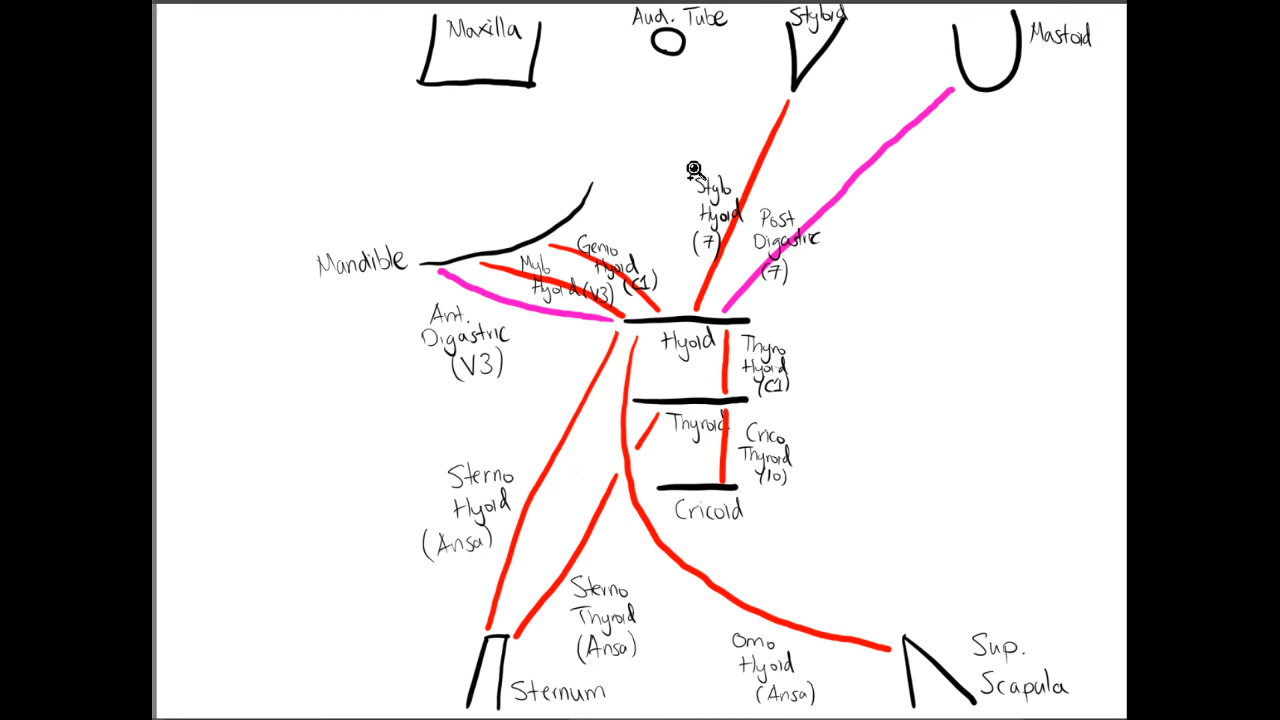 Maxilla
Aud. Tube
Styloid
Mastoid
Stylo
Hyoid
(7)
Post
Digastric
(7)
Mandible
Genio
Hyoid
(C1)
Mylo
Hyoid (V3)
Ant.
Digastric
(V3)
Hyoid
Thyro
Hyoid
(C1)
Thyroid
Crico
Thyroid
(10)
Cricoid
Sterno
Hyoid
(Ansa)
Sterno
Thyroid
(Ansa)
Omo
Hyoid
(Ansa)
Sternum
Sup.
Scapula